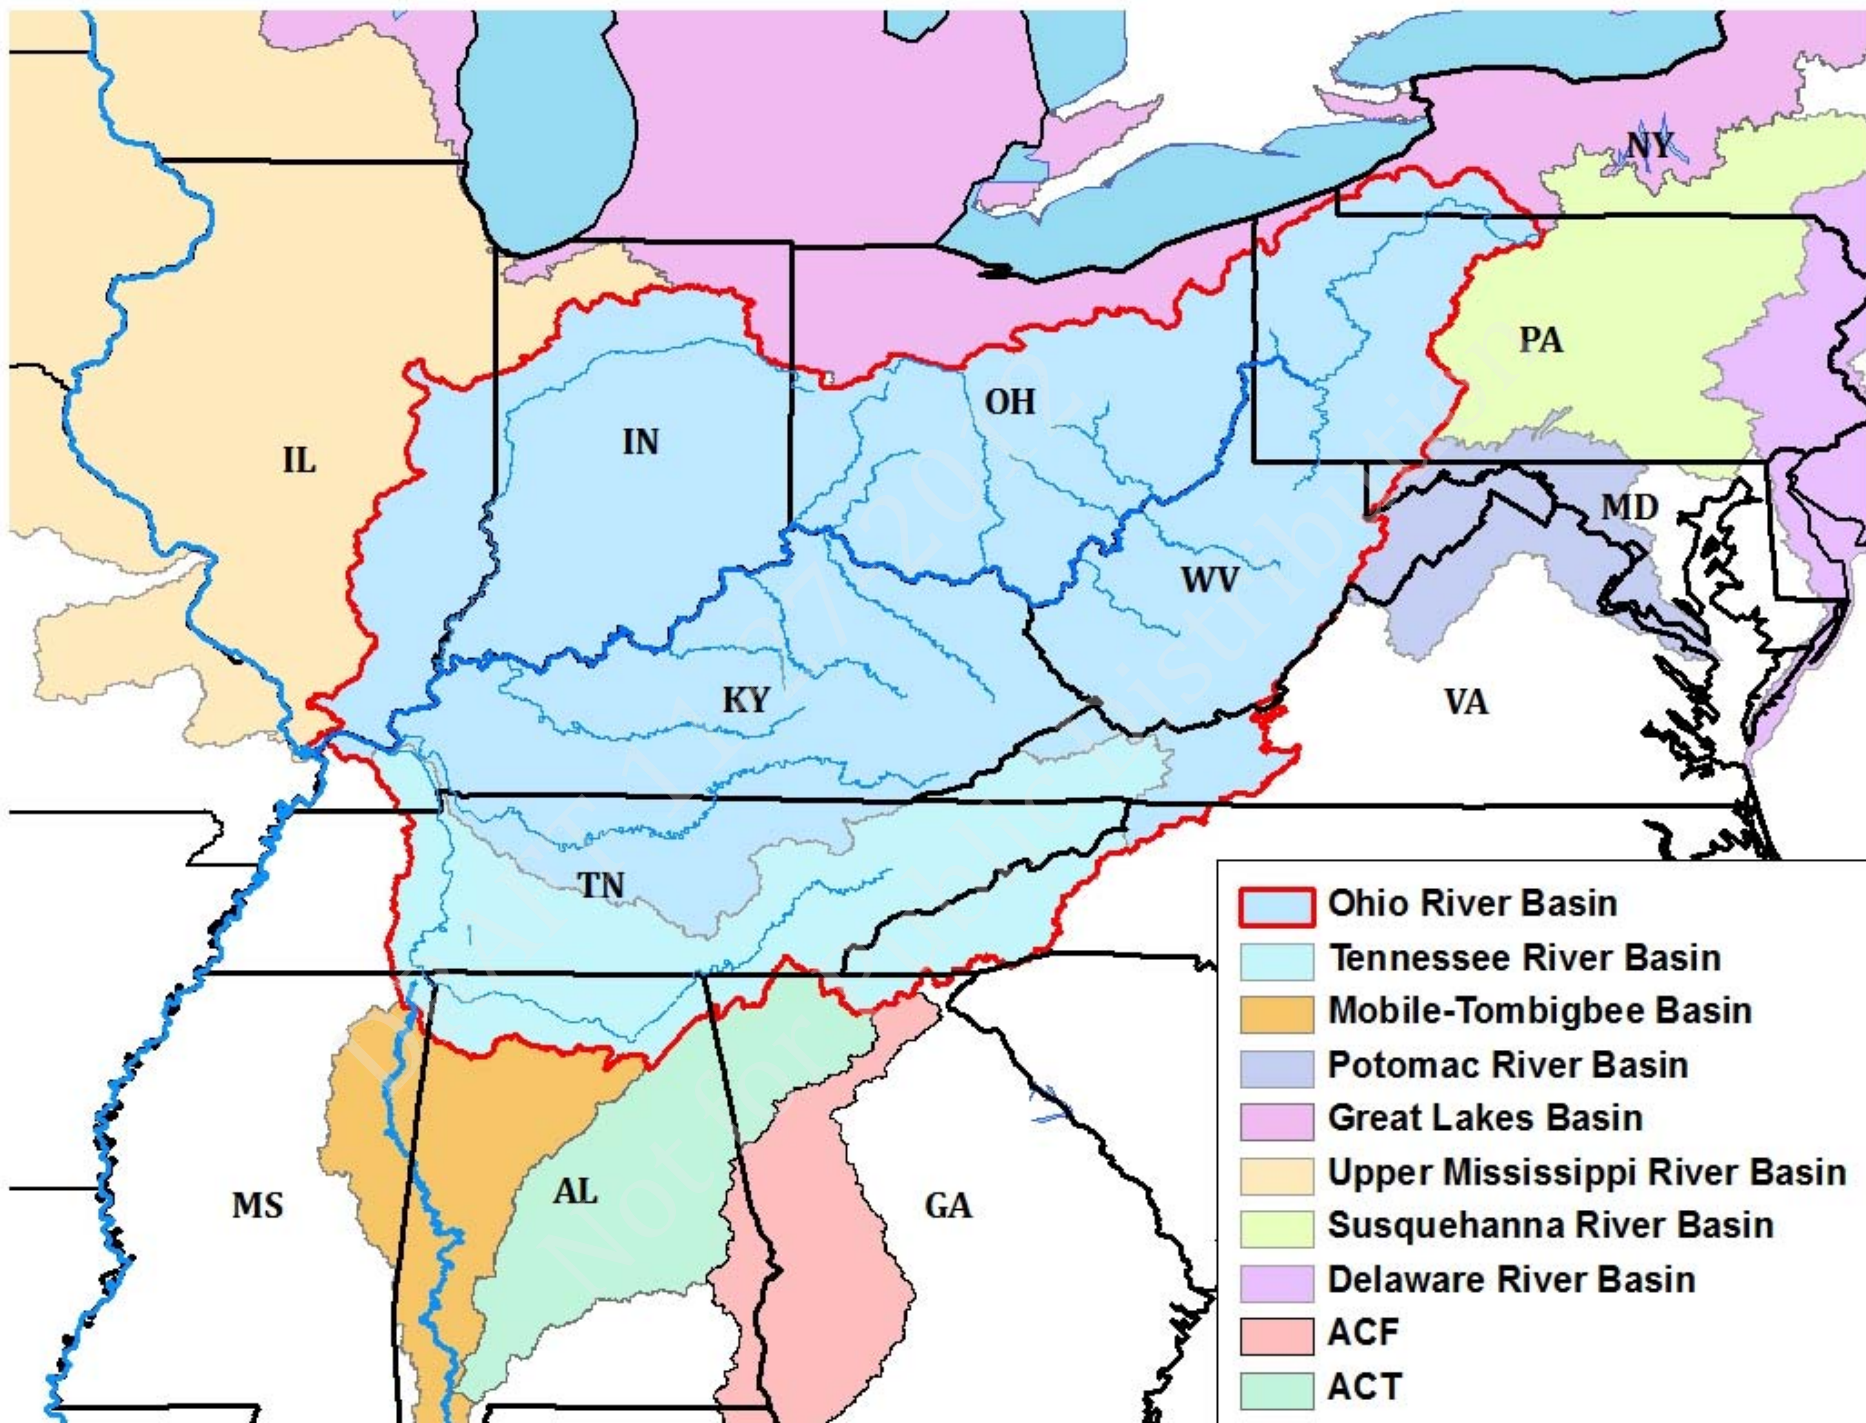 NY
PA
OH
IN
IL
MD
WV
KY
VA
TN
MS
AL
GA
Ohio River Basin
Tennessee River Basin
Mobile-Tombigbee Basin
Potomac River Basin
Great Lakes Basin
Upper Mississippi River Basin
Susquehanna River Basin
Delaware River Basin
ACF
ACT